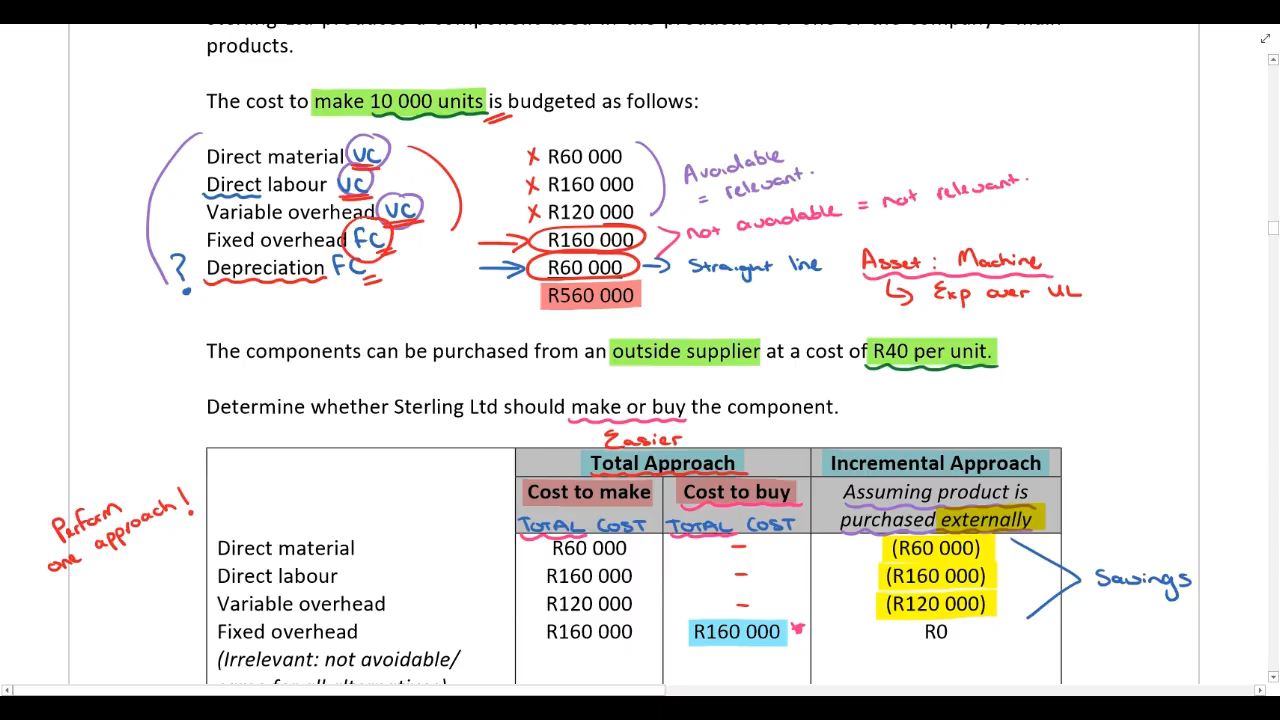 products.
The cost to make 10 000 units is budgeted as follows:
Direct material VC X R60 000
Direct labour VC X R160 000
Variable overhead VC X R120 000
Avoidable
= relevant.
Fixed overhead FC R160 000
not avoidable = not relevant.
? Depreciation FC R60 000 → Straight line
Asset : Machine
↳ Exp over UL
R560 000
The components can be purchased from an outside supplier at a cost of R40 per unit.
Determine whether Sterling Ltd should make or buy the component.
Easier
Total Approach Incremental Approach
Cost to make Cost to buy Assuming product is
TOTAL COST TOTAL COST purchased externally
Perform
one approach!
Direct material R60 000 – (R60 000)
Direct labour R160 000 – (R160 000)
Savings
Variable overhead R120 000 – (R120 000)
Fixed overhead R160 000 R160 000 * R0
(Irrelevant: not avoidable/